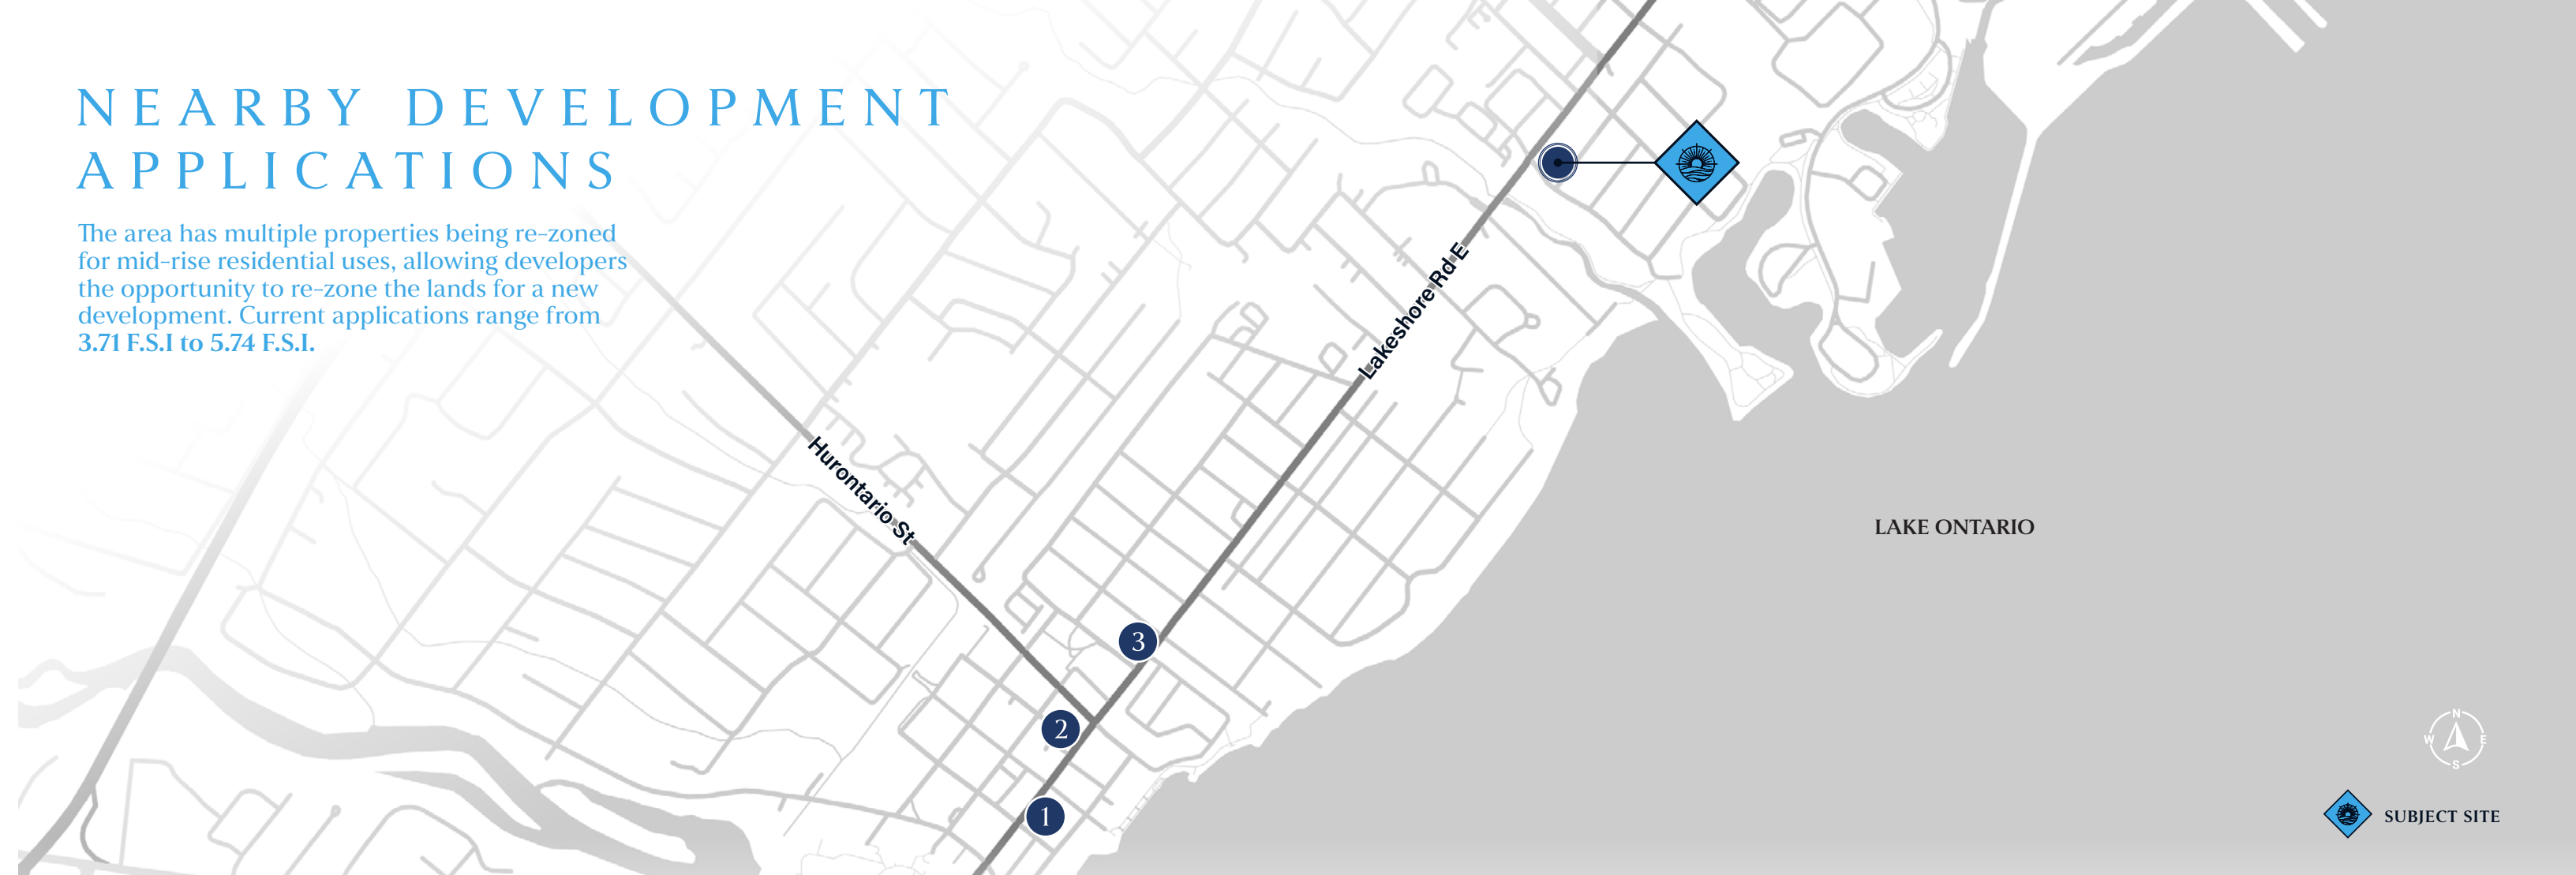 NEARBY DEVELOPMENT
APPLICATIONS
The area has multiple properties being re-zoned
for mid-rise residential uses, allowing developers
the opportunity to re-zone the lands for a new
development. Current applications range from
3.71 F.S.I to 5.74 F.S.I.
Lakeshore Rd E
Hurontario St
LAKE ONTARIO
3
2
1
N
W E
S
SUBJECT SITE